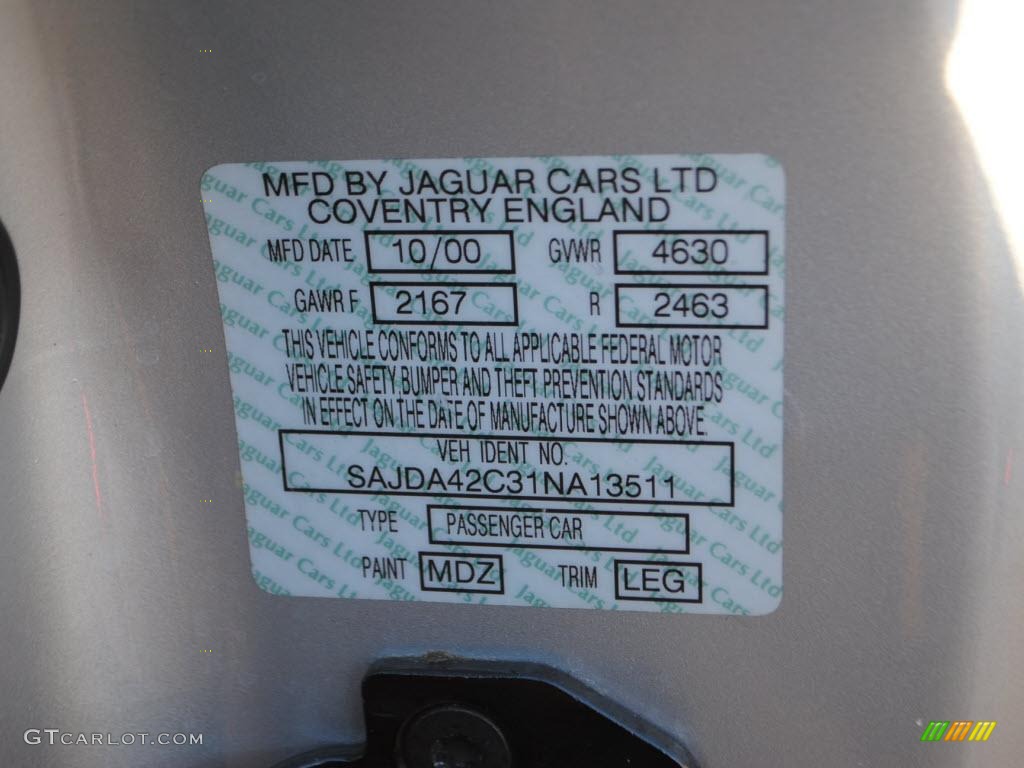 MFD BY JAGUAR CARS LTD
COVENTRY ENGLAND
MFD DATE 10/00 GVWR 4630
GAWR F 2167 R 2463
THIS VEHICLE CONFORMS TO ALL APPLICABLE FEDERAL MOTOR
VEHICLE SAFETY BUMPER AND THEFT PREVENTION STANDARDS
IN EFFECT ON THE DATE OF MANUFACTURE SHOWN ABOVE.
VEH IDENT NO.
SAJDA42C31NA13511
TYPE PASSENGER CAR
PAINT MDZ TRIM LEG
GTCARLOT.COM